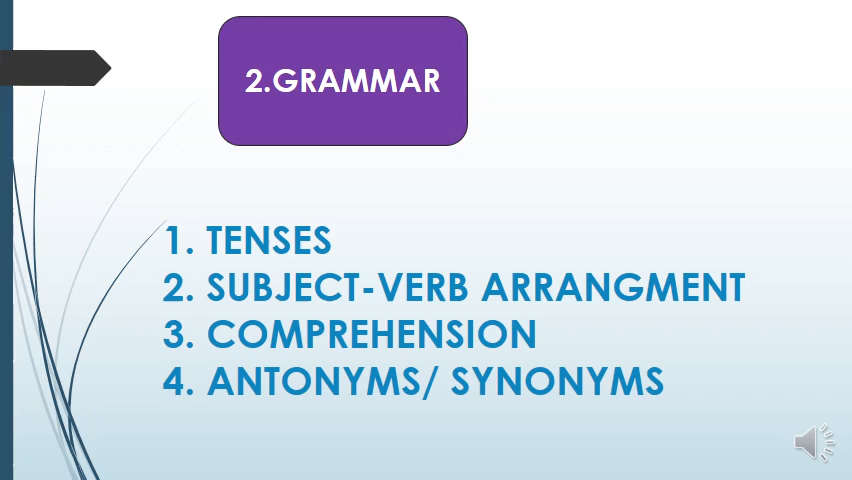 2.GRAMMAR
1. TENSES
2. SUBJECT-VERB ARRANGMENT
3. COMPREHENSION
4. ANTONYMS/ SYNONYMS